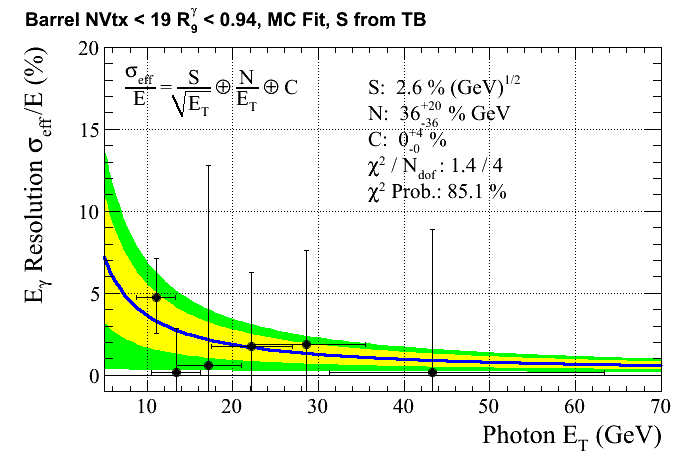 Barrel NVtx < 19 R₉^γ < 0.94, MC Fit, S from TB
E_γ Resolution σ_eff/E (%)
20
15
10
5
0
σ_eff/E = S/√E_T ⊕ N/E_T ⊕ C
S: 2.6 % (GeV)^1/2
N: 36 +20 -36 % GeV
C: 0 +4 -0 %
χ² / N_dof : 1.4 / 4
χ² Prob.: 85.1 %
10 20 30 40 50 60 70
Photon E_T (GeV)